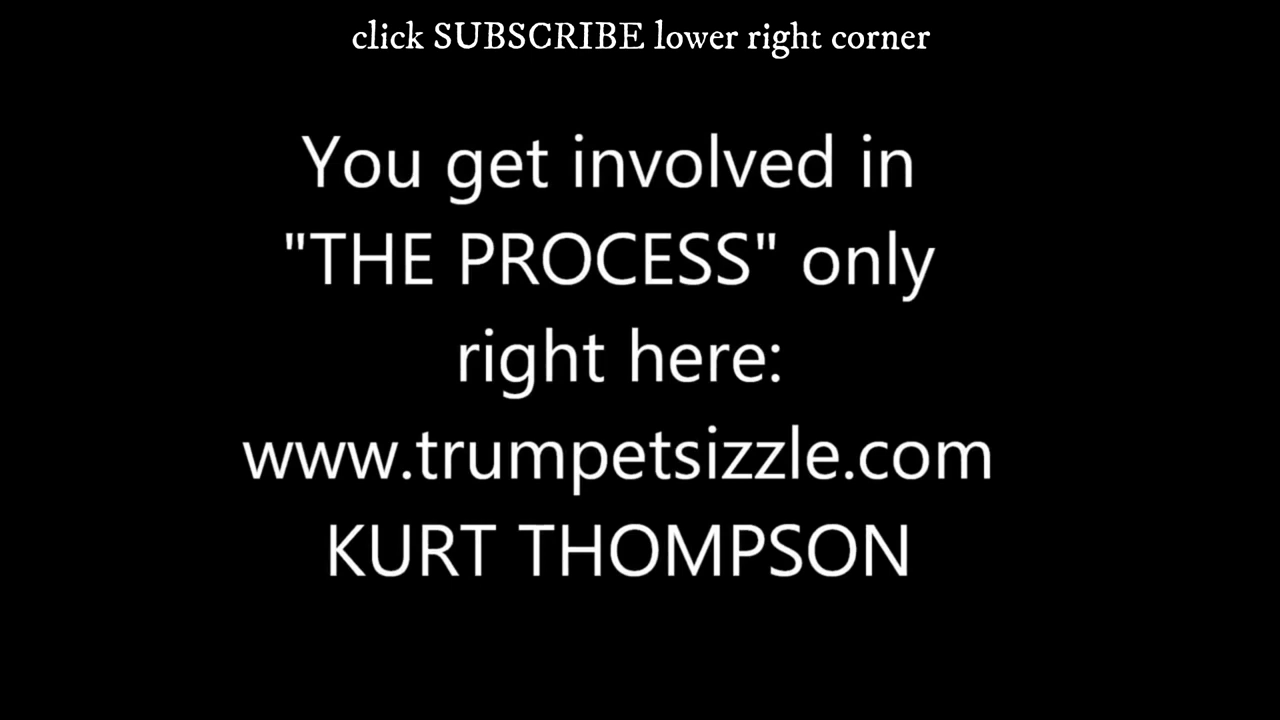 click SUBSCRIBE lower right corner
You get involved in
"THE PROCESS" only
right here:
www.trumpetsizzle.com
KURT THOMPSON